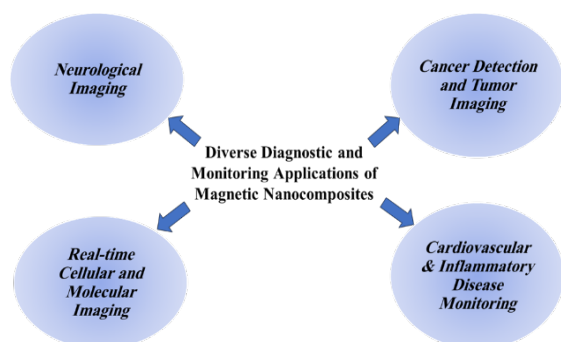 Neurological
Imaging
Cancer Detection
and Tumor
Imaging
Diverse Diagnostic and
Monitoring Applications of
Magnetic Nanocomposites
Real-time
Cellular and
Molecular
Imaging
Cardiovascular
& Inflammatory
Disease
Monitoring